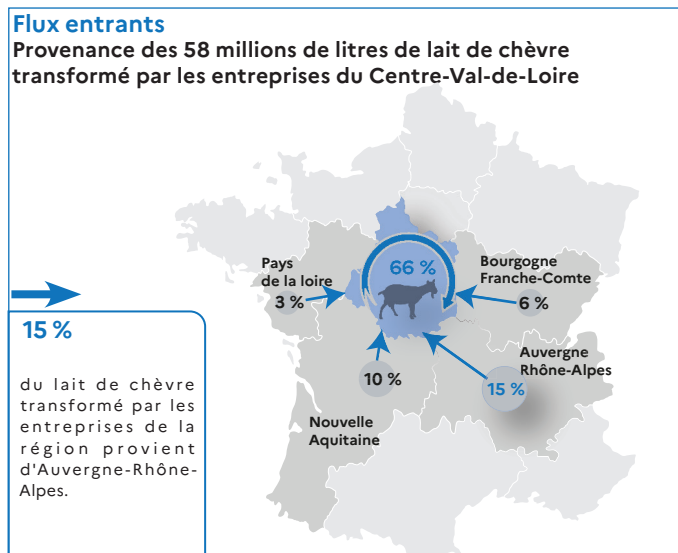 Flux entrants
Provenance des 58 millions de litres de lait de chèvre
transformé par les entreprises du Centre-Val-de-Loire
66 %
Pays
de la loire
3 %
Bourgogne
Franche-Comte
6 %
15 %
du lait de chèvre
transformé par les
entreprises de la
région provient
d'Auvergne-Rhône-
Alpes.
10 %
Auvergne
Rhône-Alpes
15 %
Nouvelle
Aquitaine